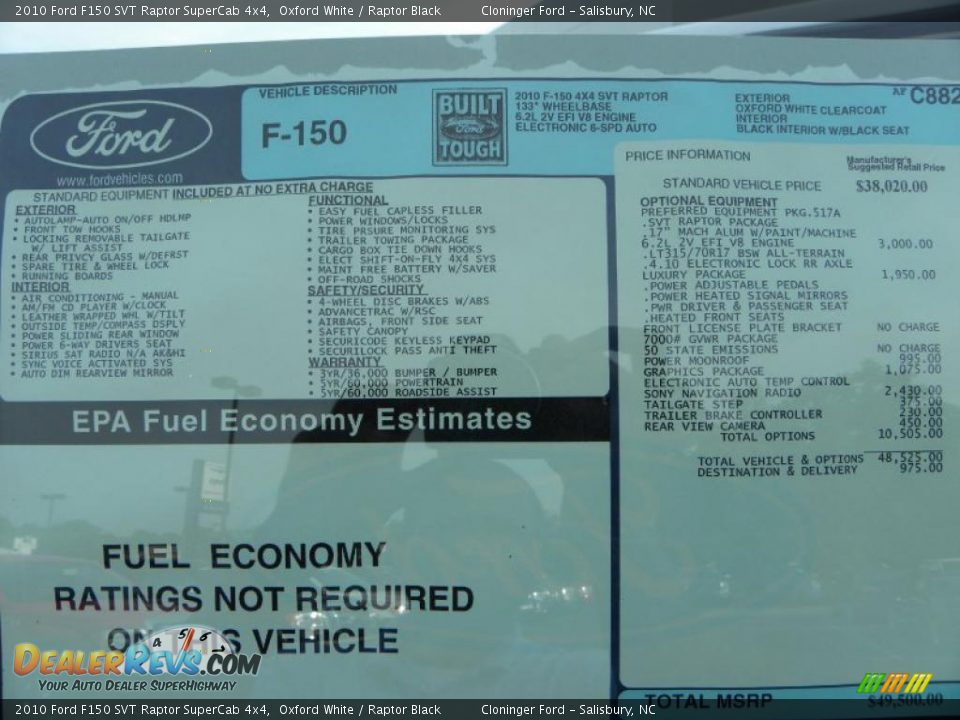 2010 Ford F150 SVT Raptor SuperCab 4x4, Oxford White / Raptor Black Cloninger Ford - Salisbury, NC
Ford
www.fordvehicles.com
VEHICLE DESCRIPTION
F-150
BUILT
Ford
TOUGH
2010 F-150 4X4 SVT RAPTOR
133" WHEELBASE
6.2L 2V EFI V8 ENGINE
ELECTRONIC 6-SPD AUTO
EXTERIOR
OXFORD WHITE CLEARCOAT
INTERIOR
BLACK INTERIOR W/BLACK SEAT
AF C882
STANDARD EQUIPMENT INCLUDED AT NO EXTRA CHARGE
EXTERIOR
• AUTOLAMP-AUTO ON/OFF HDLMP
• FRONT TOW HOOKS
• LOCKING REMOVABLE TAILGATE
W/ LIFT ASSIST
• REAR PRIVCY GLASS W/DEFRST
• SPARE TIRE & WHEEL LOCK
• RUNNING BOARDS
INTERIOR
• AIR CONDITIONING - MANUAL
• AM/FM CD PLAYER W/CLOCK
• LEATHER WRAPPED WHL W/TILT
• OUTSIDE TEMP/COMPASS DSPLY
• POWER SLIDING REAR WINDOW
• POWER 6-WAY DRIVERS SEAT
• SIRIUS SAT RADIO N/A AK&HI
• SYNC VOICE ACTIVATED SYS
• AUTO DIM REARVIEW MIRROR
FUNCTIONAL
• EASY FUEL CAPLESS FILLER
• POWER WINDOWS/LOCKS
• TIRE PRSURE MONITORING SYS
• TRAILER TOWING PACKAGE
• CARGO BOX TIE DOWN HOOKS
• ELECT SHIFT-ON-FLY 4X4 SYS
• MAINT FREE BATTERY W/SAVER
• OFF-ROAD SHOCKS
SAFETY/SECURITY
• 4-WHEEL DISC BRAKES W/ABS
• ADVANCETRAC W/RSC
• AIRBAGS, FRONT SIDE SEAT
• SAFETY CANOPY
• SECURICODE KEYLESS KEYPAD
• SECURILOCK PASS ANTI THEFT
WARRANTY
• 3YR/36,000 BUMPER / BUMPER
• 5YR/60,000 POWERTRAIN
• 5YR/60,000 ROADSIDE ASSIST
PRICE INFORMATION
Manufacturer's
Suggested Retail Price
STANDARD VEHICLE PRICE $38,020.00
OPTIONAL EQUIPMENT
PREFERRED EQUIPMENT PKG.517A
.SVT RAPTOR PACKAGE
.17" MACH ALUM W/PAINT/MACHINE
6.2L 2V EFI V8 ENGINE 3,000.00
.LT315/70R17 BSW ALL-TERRAIN
.4.10 ELECTRONIC LOCK RR AXLE
LUXURY PACKAGE 1,950.00
.POWER ADJUSTABLE PEDALS
.POWER HEATED SIGNAL MIRRORS
.PWR DRIVER & PASSENGER SEAT
.HEATED FRONT SEATS
FRONT LICENSE PLATE BRACKET NO CHARGE
7000# GVWR PACKAGE
50 STATE EMISSIONS NO CHARGE
POWER MOONROOF 995.00
GRAPHICS PACKAGE 1,075.00
ELECTRONIC AUTO TEMP CONTROL
SONY NAVIGATION RADIO 2,430.00
TAILGATE STEP 375.00
TRAILER BRAKE CONTROLLER 230.00
REAR VIEW CAMERA 450.00
TOTAL OPTIONS 10,505.00
TOTAL VEHICLE & OPTIONS 48,525.00
DESTINATION & DELIVERY 975.00
EPA Fuel Economy Estimates
FUEL ECONOMY
RATINGS NOT REQUIRED
ON THIS VEHICLE
TOTAL MSRP $49,500.00
4 5 6
DealerRevs.com
Your Auto Dealer SuperHighway
2010 Ford F150 SVT Raptor SuperCab 4x4, Oxford White / Raptor Black Cloninger Ford - Salisbury, NC